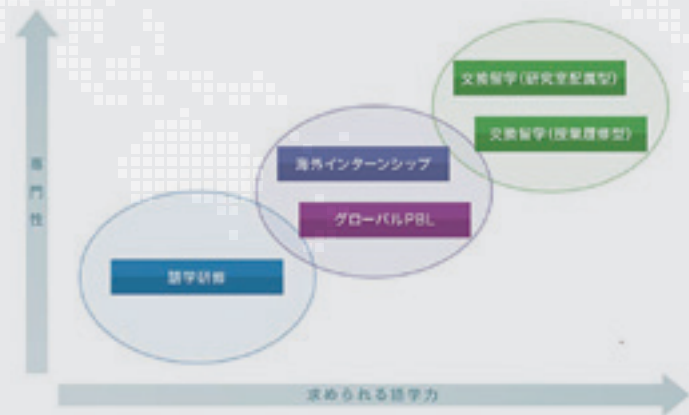 交換留学(研究室配属型)
交換留学(授業履修型)
海外インターンシップ
グローバルPBL
語学研修
専門性
求められる語学力